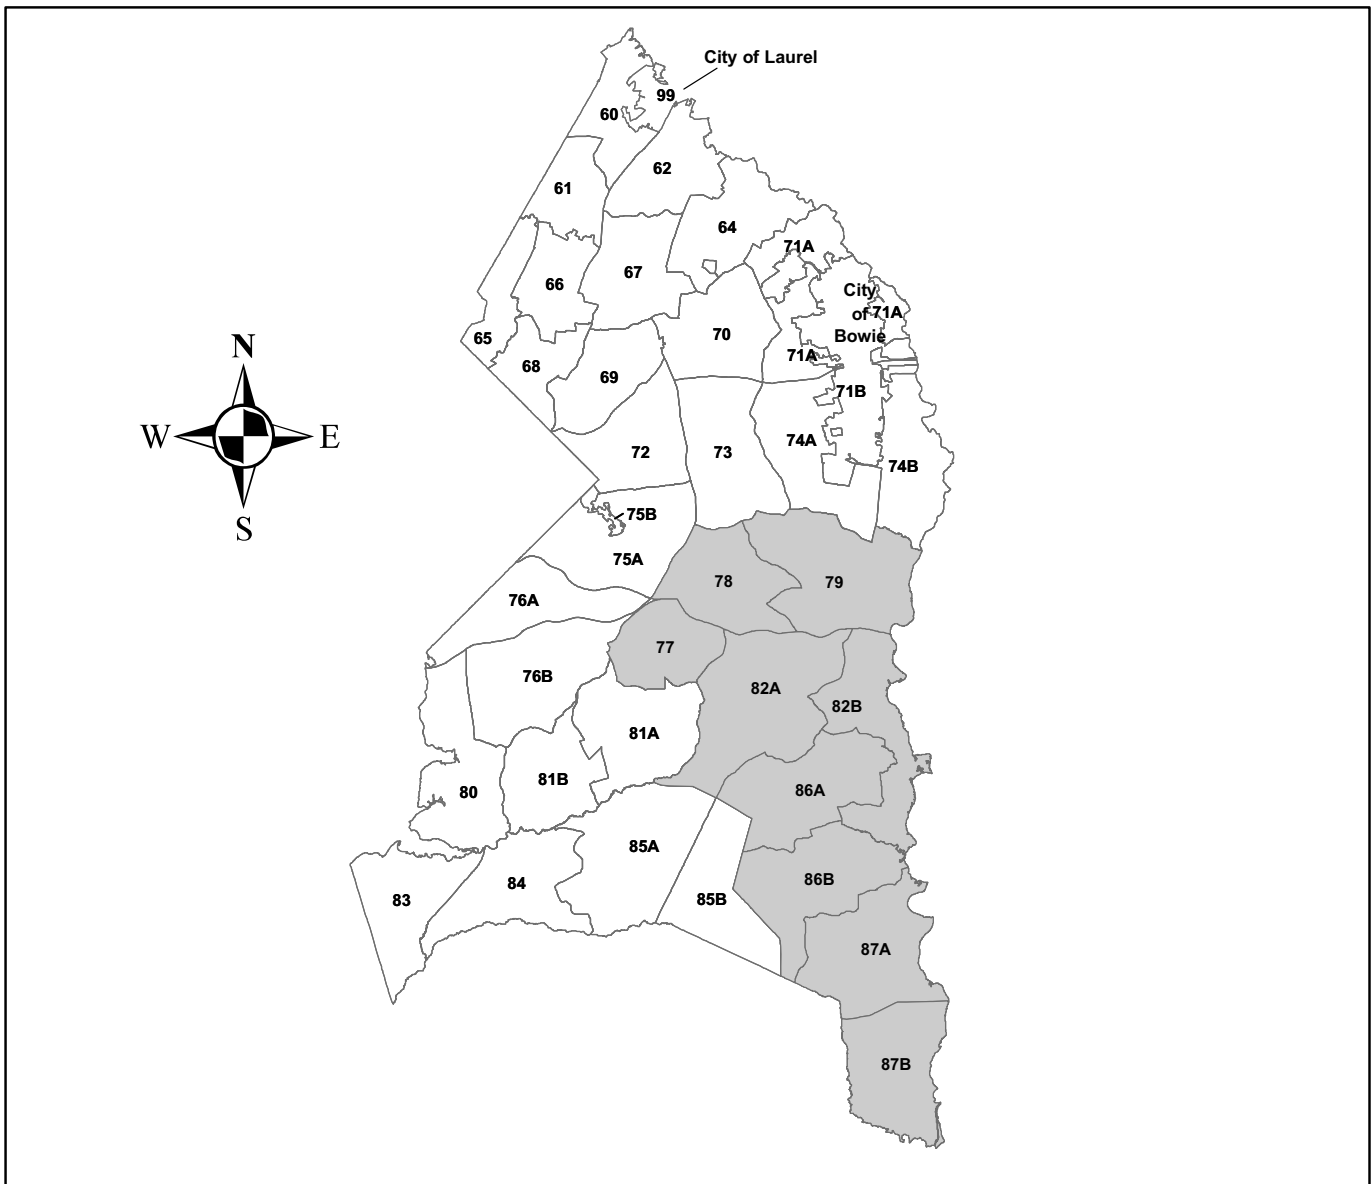 City of Laurel
99
60
62
61
64
71A
67
66
City
of 71A
Bowie
70
65
71A
68
69
71B
N
W E
S
74A
72
73
74B
75B
75A
78
79
76A
77
76B
82A
82B
81A
81B
80
86A
85A
86B
84
85B
83
87A
87B